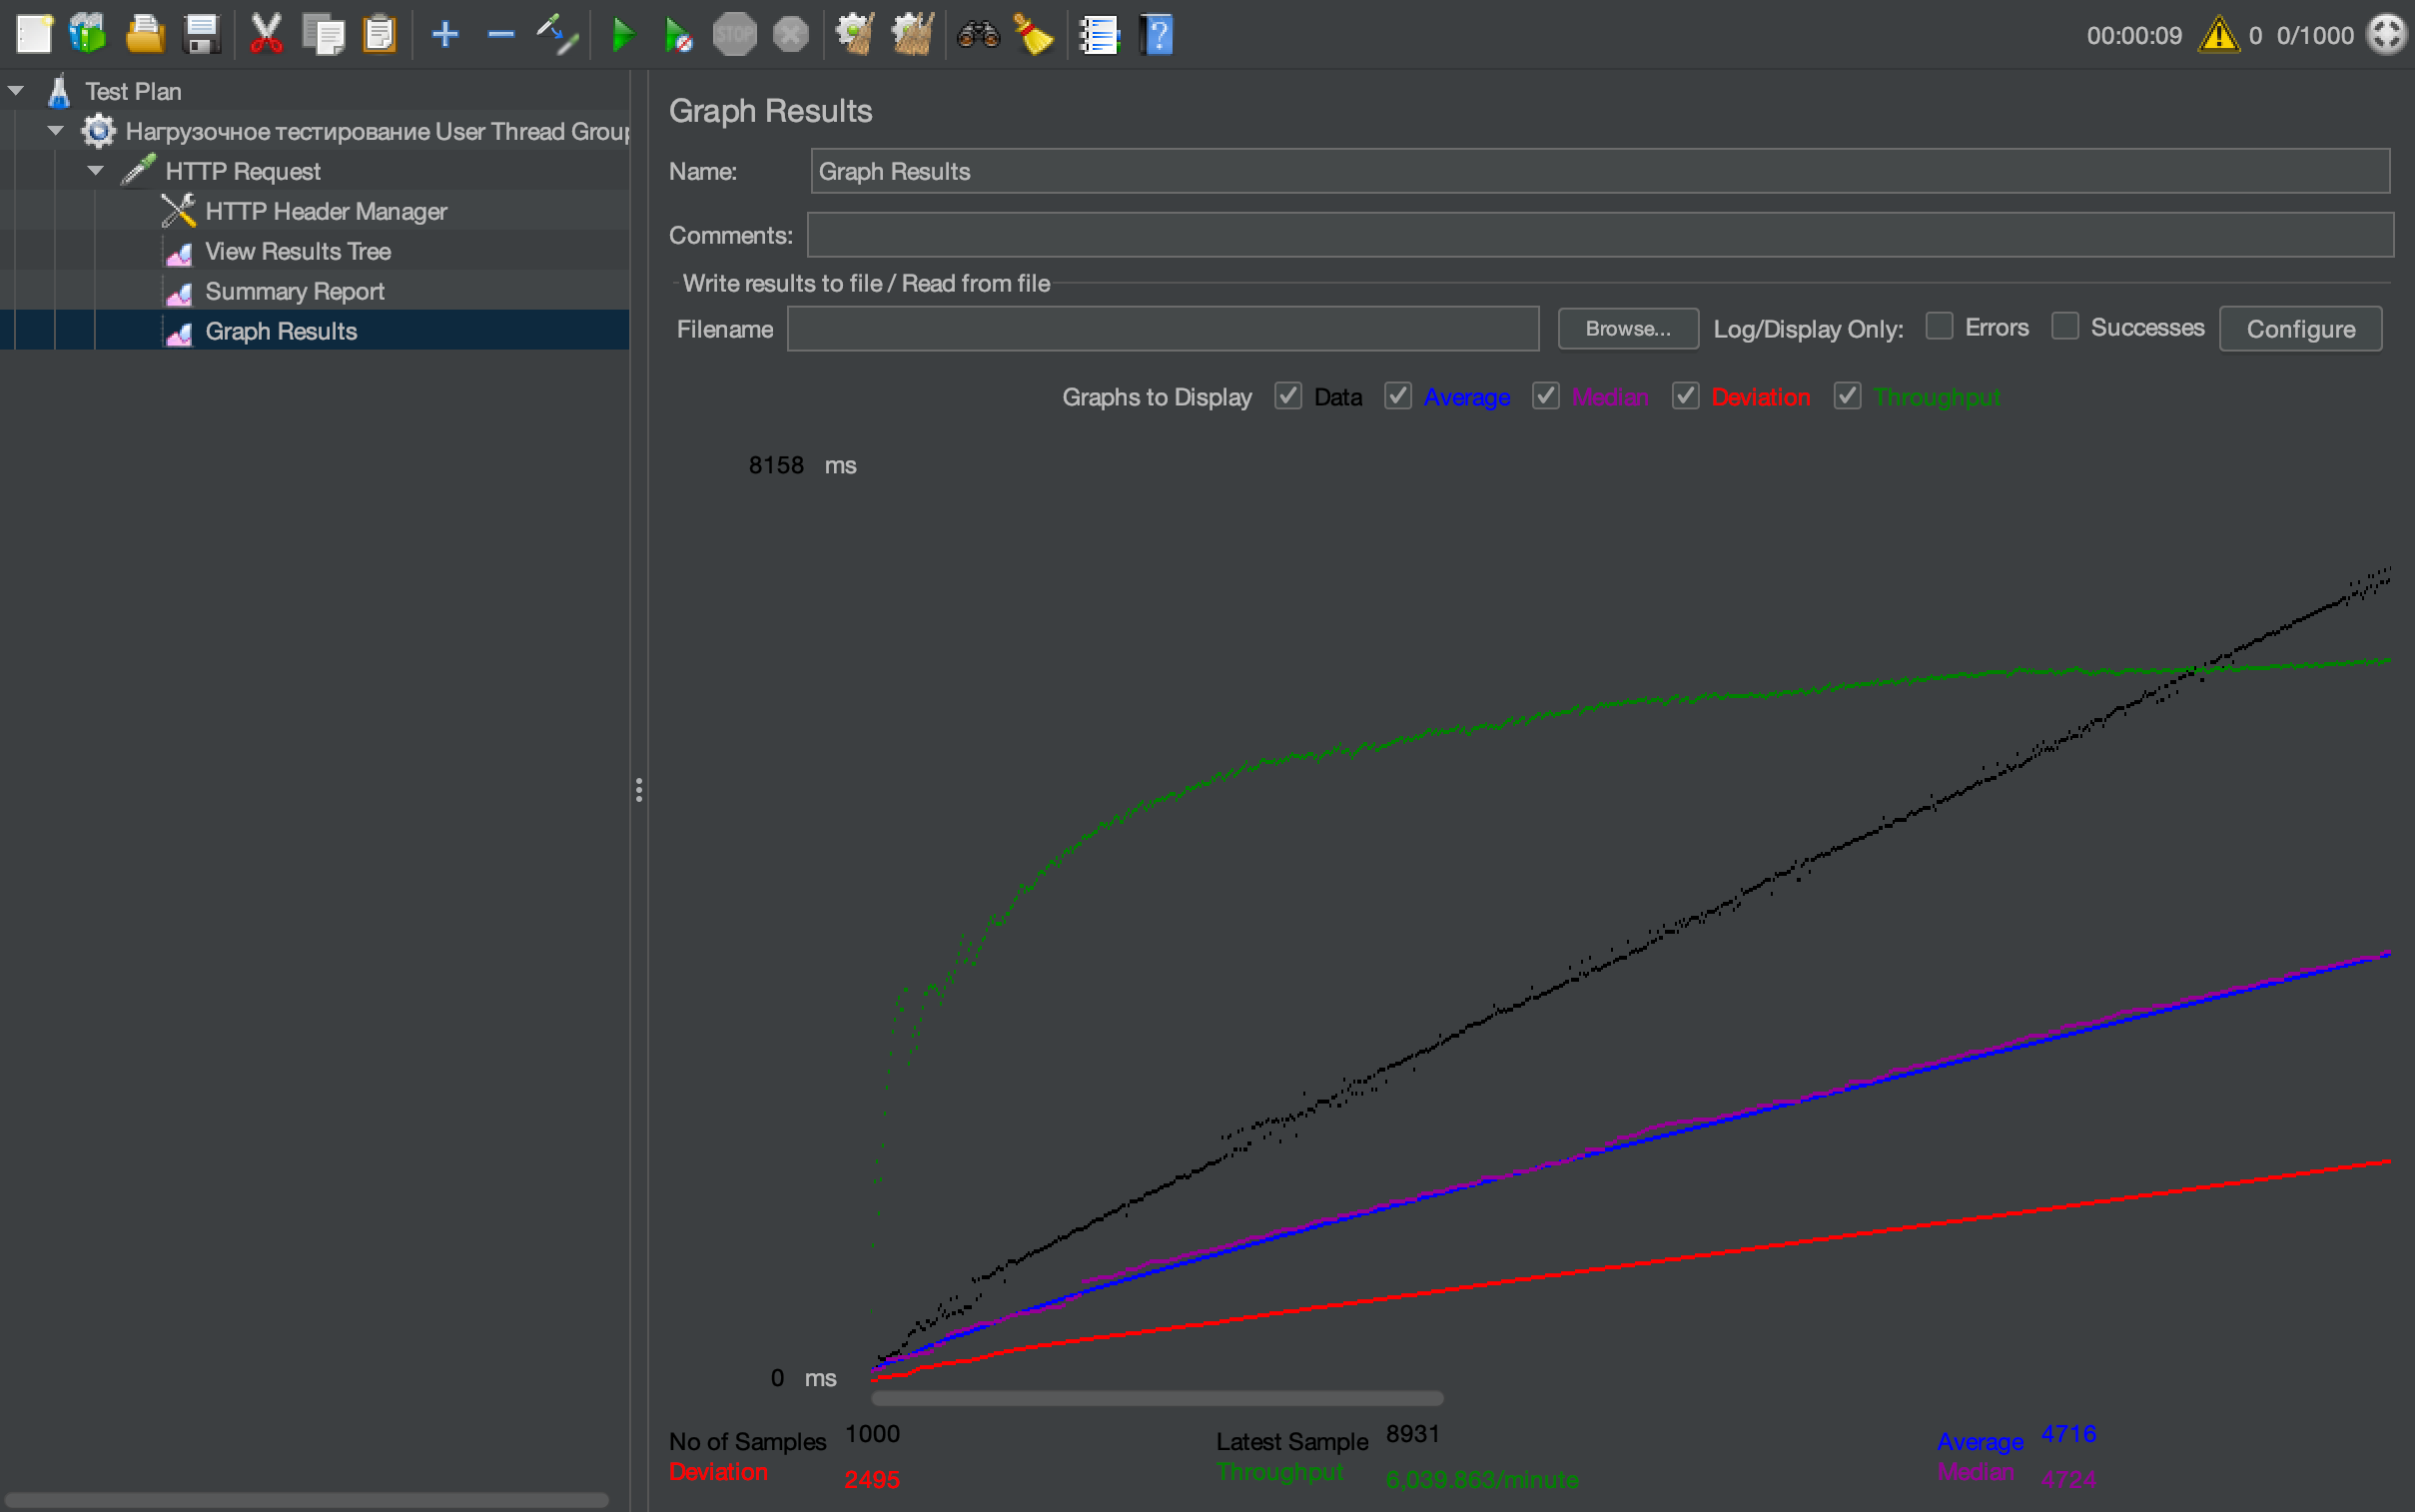 STOP
00:00:09 0 0/1000
Test Plan
Нагрузочное тестирование User Thread Group
HTTP Request
HTTP Header Manager
View Results Tree
Summary Report
Graph Results
Graph Results
Name: Graph Results
Comments:
Write results to file / Read from file
Filename Browse... Log/Display Only: Errors Successes Configure
Graphs to Display Data Average Median Deviation Throughput
8158 ms
0 ms
No of Samples 1000 Latest Sample 8931 Average 4716
Deviation 2495 Throughput 6,039.863/minute Median 4724